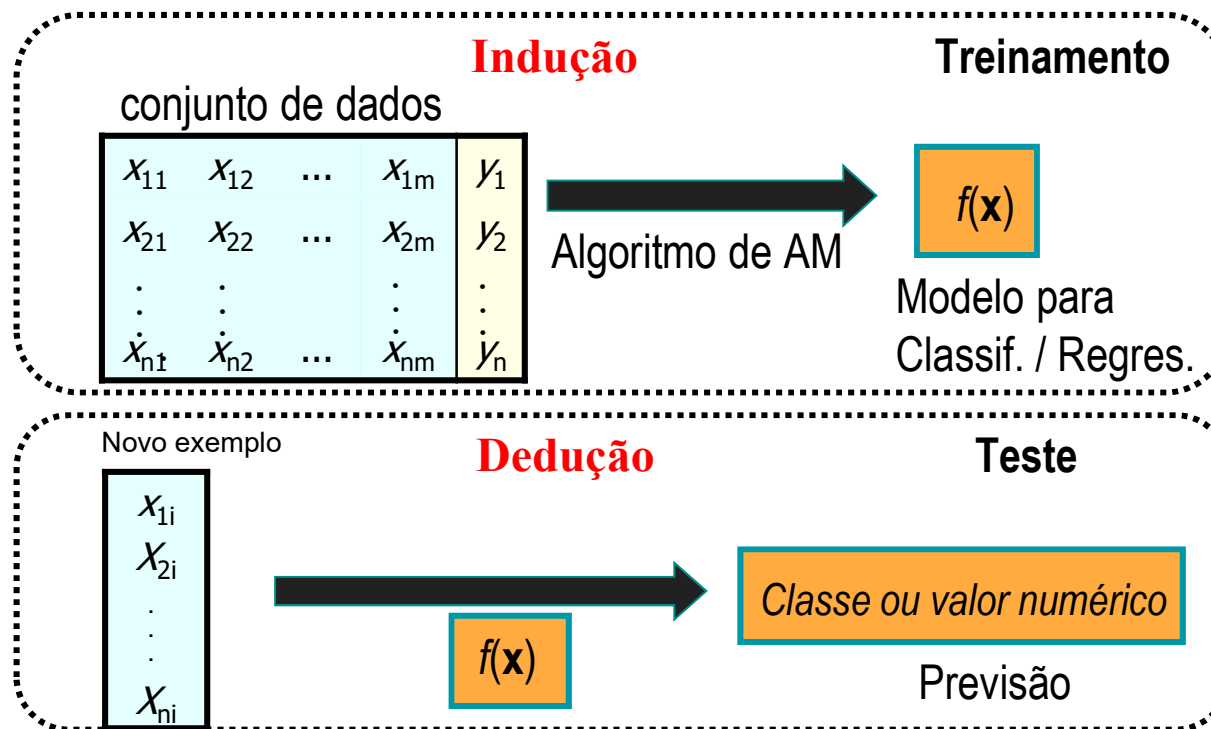 Indução
Treinamento
conjunto de dados
x11 x12 ... x1m y1
x21 x22 ... x2m y2
. . . .
. . . . .
. . . . .
xn1 xn2 ... xnm yn
Algoritmo de AM
f(x)
Modelo para
Classif. / Regres.
Novo exemplo
Dedução
Teste
x1i
X2i
.
.
.
Xni
f(x)
Classe ou valor numérico
Previsão